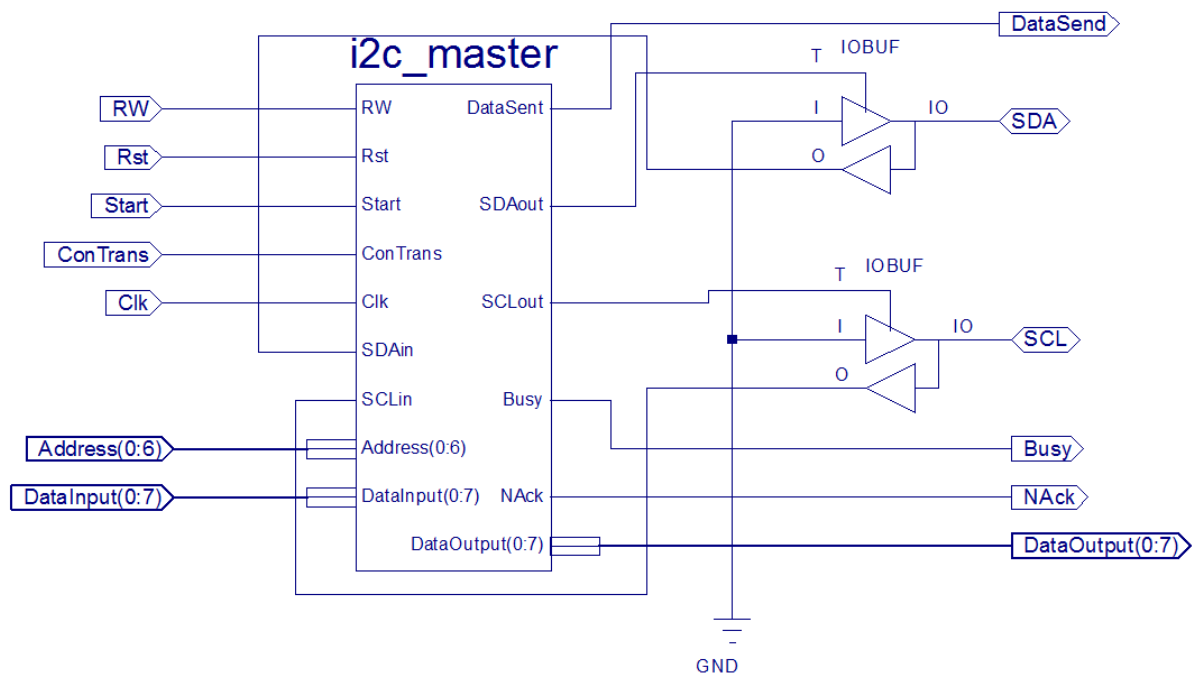 DataSend
i2c_master
T IOBUF
RW
RW
DataSent
I
IO
SDA
Rst
Rst
O
Start
Start
SDAout
ConTrans
ConTrans
T IOBUF
Clk
Clk
SCLout
I
IO
SCL
SDAin
O
SCLin
Busy
Address(0:6)
Address(0:6)
Busy
DataInput(0:7)
DataInput(0:7)
NAck
NAck
DataOutput(0:7)
DataOutput(0:7)
GND